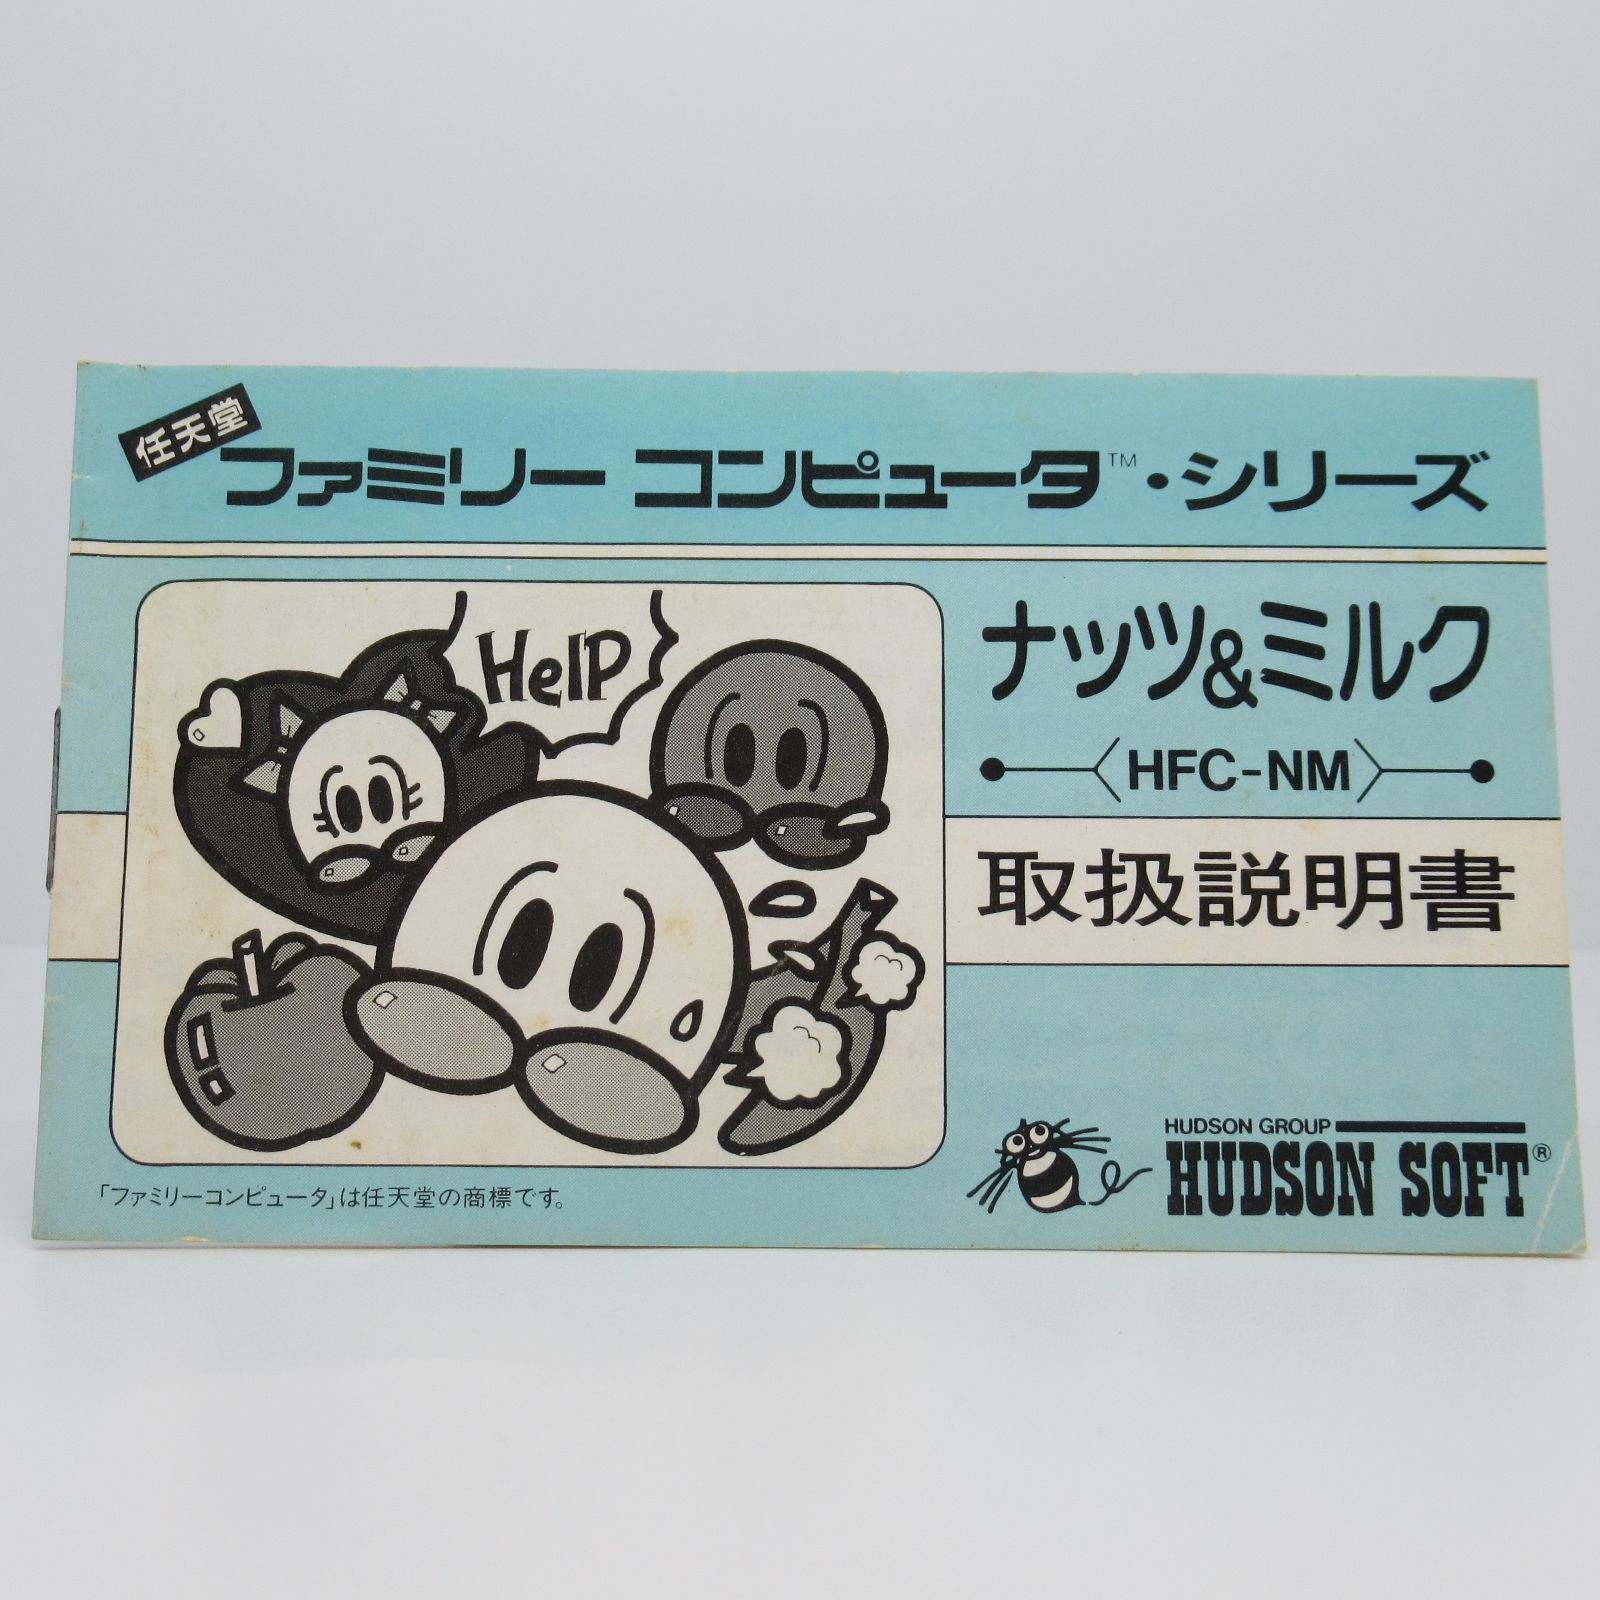 任天堂
ファミリー コンピュータ™・シリーズ
HelP
ナッツ&ミルク
HFC-NM
取扱説明書
HUDSON GROUP
HUDSON SOFT®
「ファミリーコンピュータ」は任天堂の商標です。